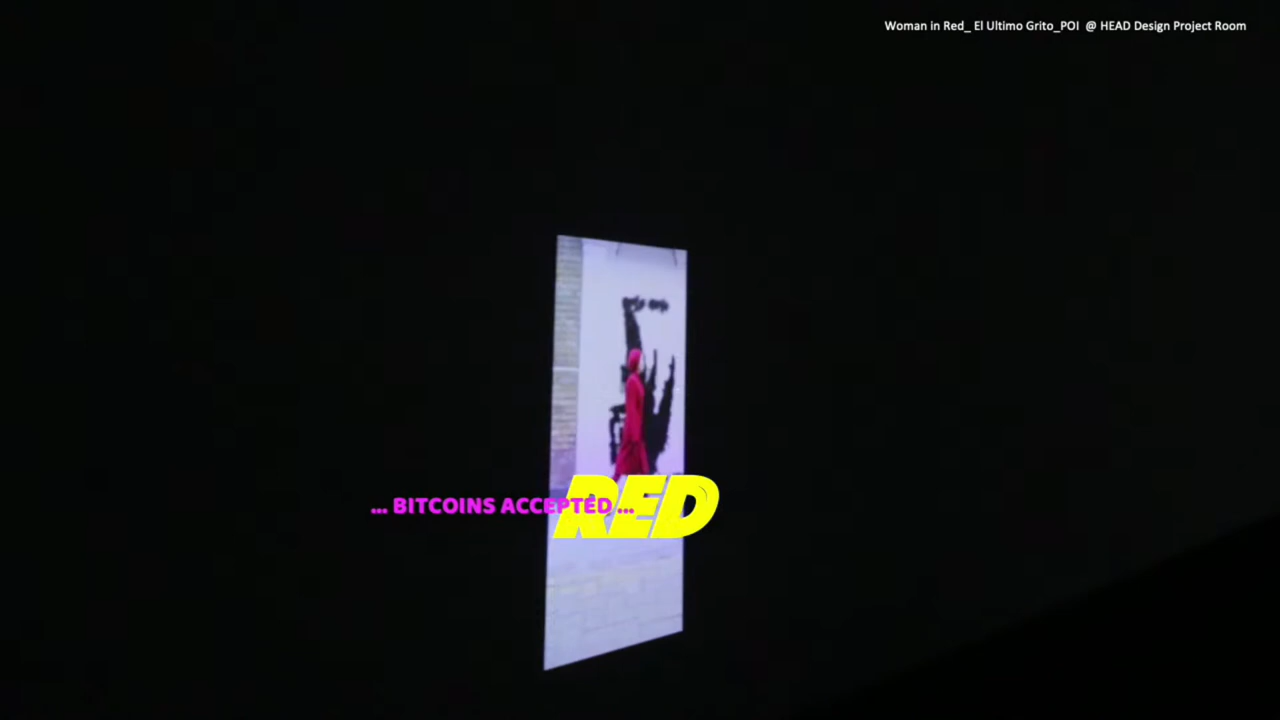 Woman in Red_ El Ultimo Grito_POI @ HEAD Design Project Room
... BITCOINS ACCEPTED ...
RED